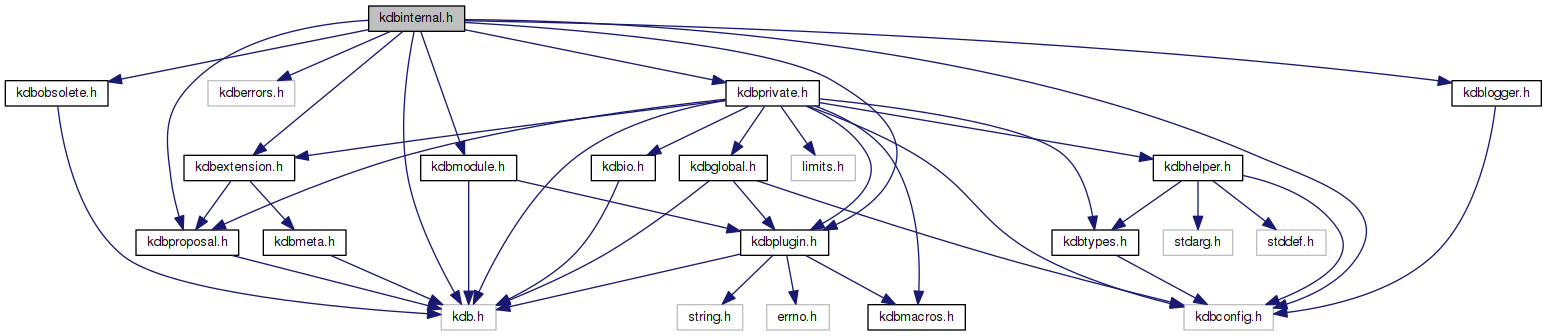 kdbinternal.h
kdbobsolete.h
kdberrors.h
kdbprivate.h
kdblogger.h
kdbextension.h
kdbmodule.h
kdbio.h
kdbglobal.h
limits.h
kdbhelper.h
kdbproposal.h
kdbmeta.h
kdbplugin.h
kdbtypes.h
stdarg.h
stddef.h
kdb.h
string.h
errno.h
kdbmacros.h
kdbconfig.h